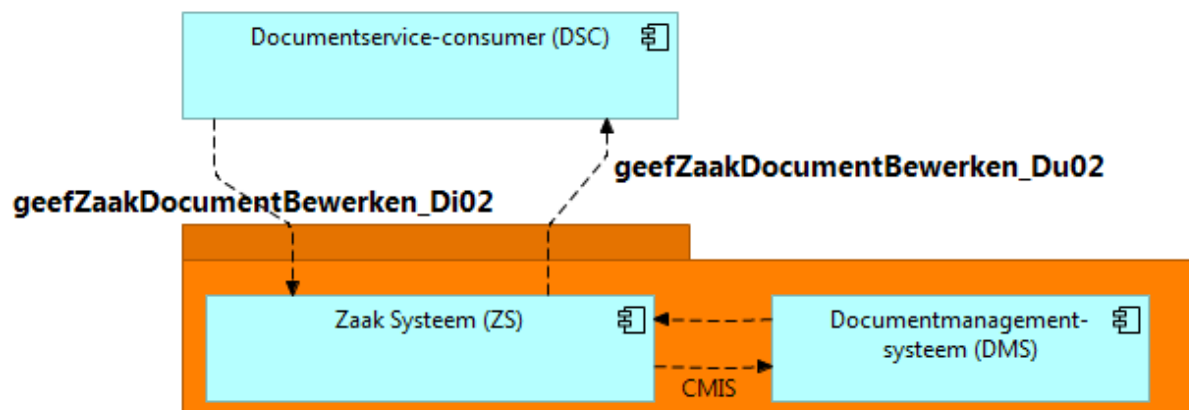 Documentservice-consumer (DSC)
geefZaakDocumentBewerken_Du02
geefZaakDocumentBewerken_Di02
Zaak Systeem (ZS)
Documentmanagement-
systeem (DMS)
CMIS